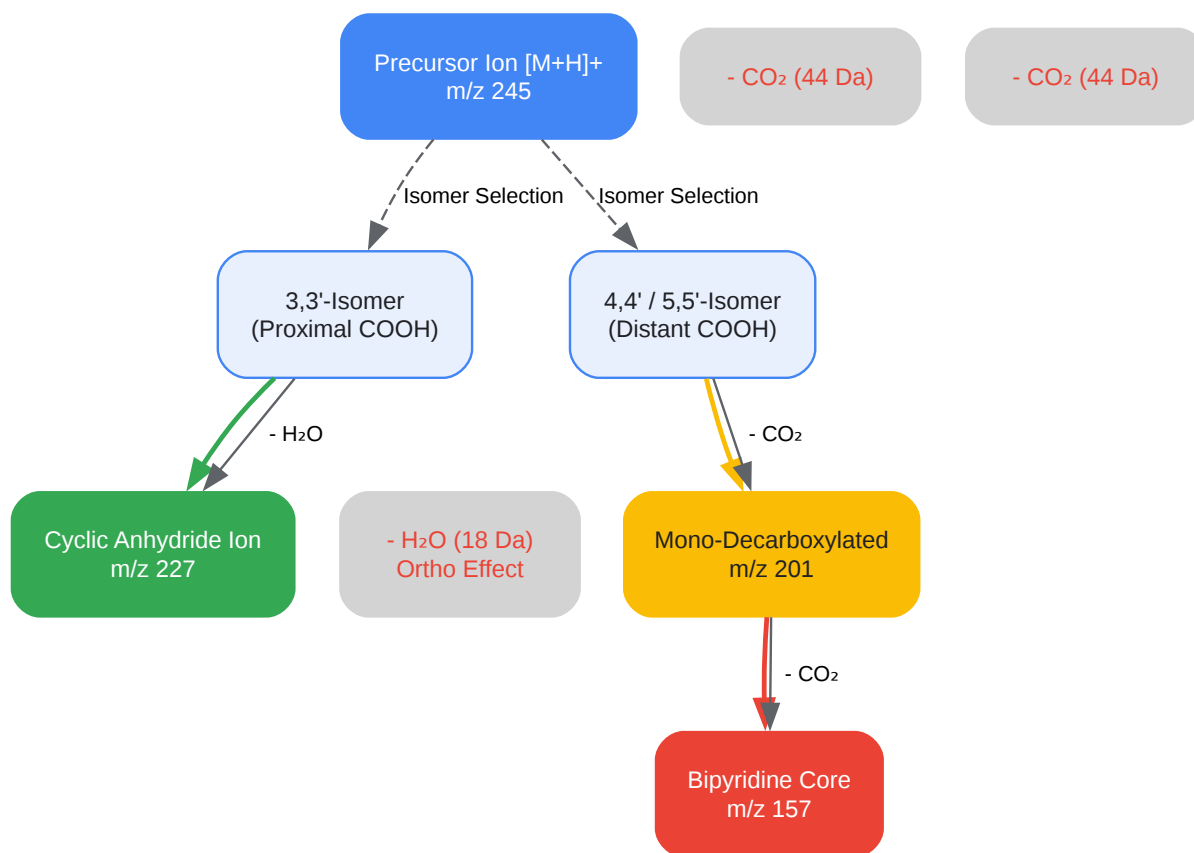 Precursor Ion [M+H]+
m/z 245
- CO₂ (44 Da)
- CO₂ (44 Da)
Isomer Selection
Isomer Selection
3,3'-Isomer
(Proximal COOH)
4,4' / 5,5'-Isomer
(Distant COOH)
- H₂O
- CO₂
Cyclic Anhydride Ion
m/z 227
- H₂O (18 Da)
Ortho Effect
Mono-Decarboxylated
m/z 201
- CO₂
Bipyridine Core
m/z 157